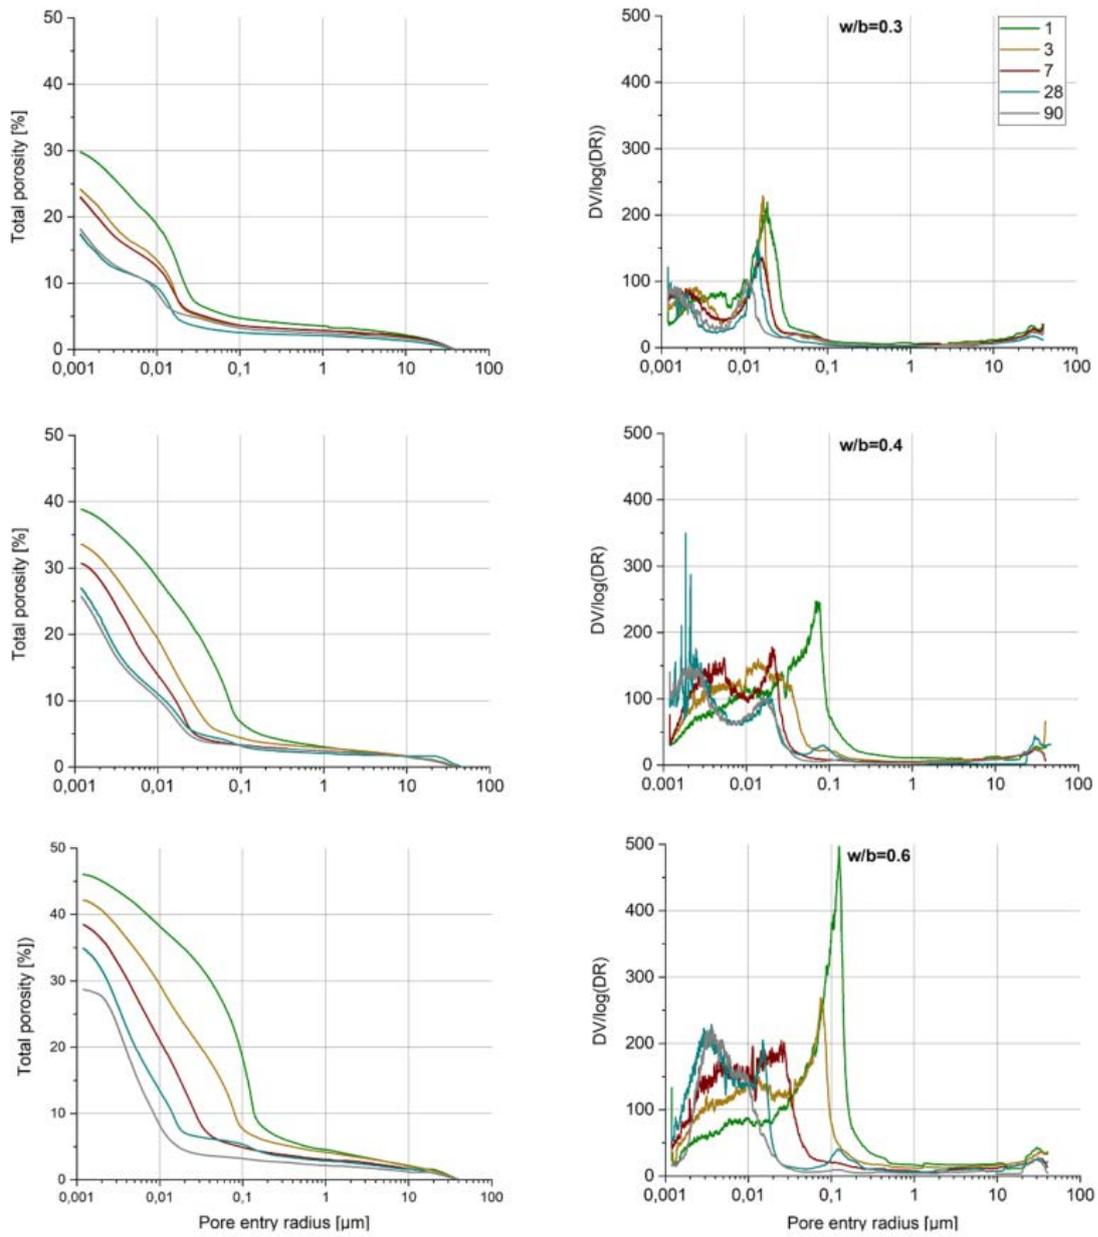 50
40
30
20
10
0
Total porosity [%]
0,001 0,01 0,1 1 10 100
w/b=0.3
1
3
7
28
90
500
400
300
200
100
0
DV/log(DR))
0,001 0,01 0,1 1 10 100
50
40
30
20
10
0
Total porosity [%]
0,001 0,01 0,1 1 10 100
w/b=0.4
500
400
300
200
100
0
DV/log(DR)
0,001 0,01 0,1 1 10 100
50
40
30
20
10
0
Total porosity [%])
0,001 0,01 0,1 1 10 100
Pore entry radius [µm]
w/b=0.6
500
400
300
200
100
0
DV/log(DR)
0,001 0,01 0,1 1 10 100
Pore entry radius [µm]